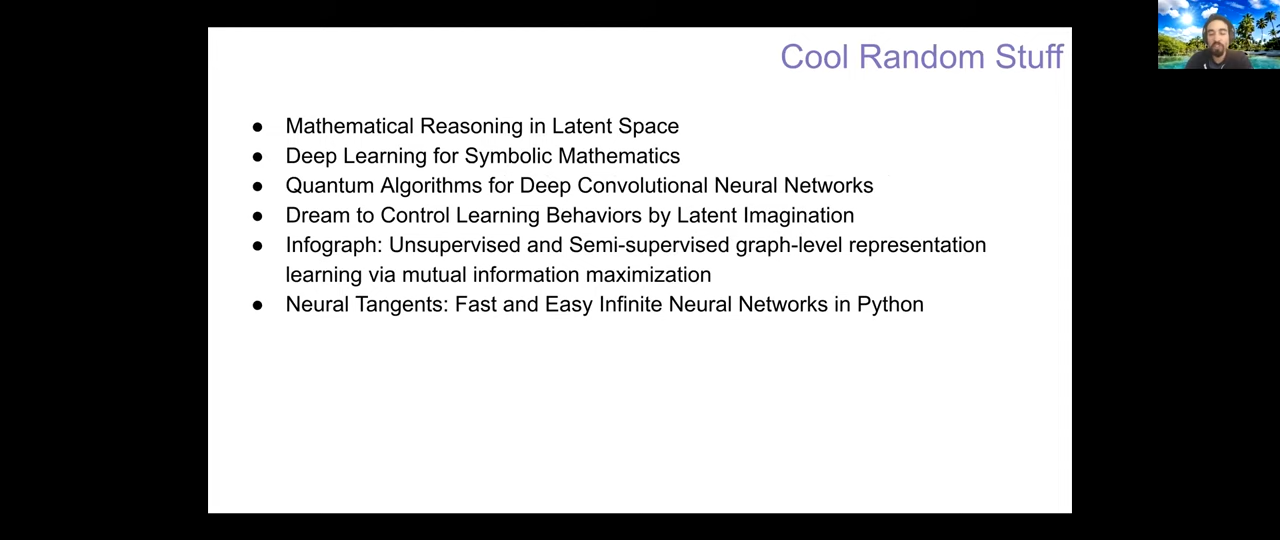 Cool Random Stuff
● Mathematical Reasoning in Latent Space
● Deep Learning for Symbolic Mathematics
● Quantum Algorithms for Deep Convolutional Neural Networks
● Dream to Control Learning Behaviors by Latent Imagination
● Infograph: Unsupervised and Semi-supervised graph-level representation
learning via mutual information maximization
● Neural Tangents: Fast and Easy Infinite Neural Networks in Python